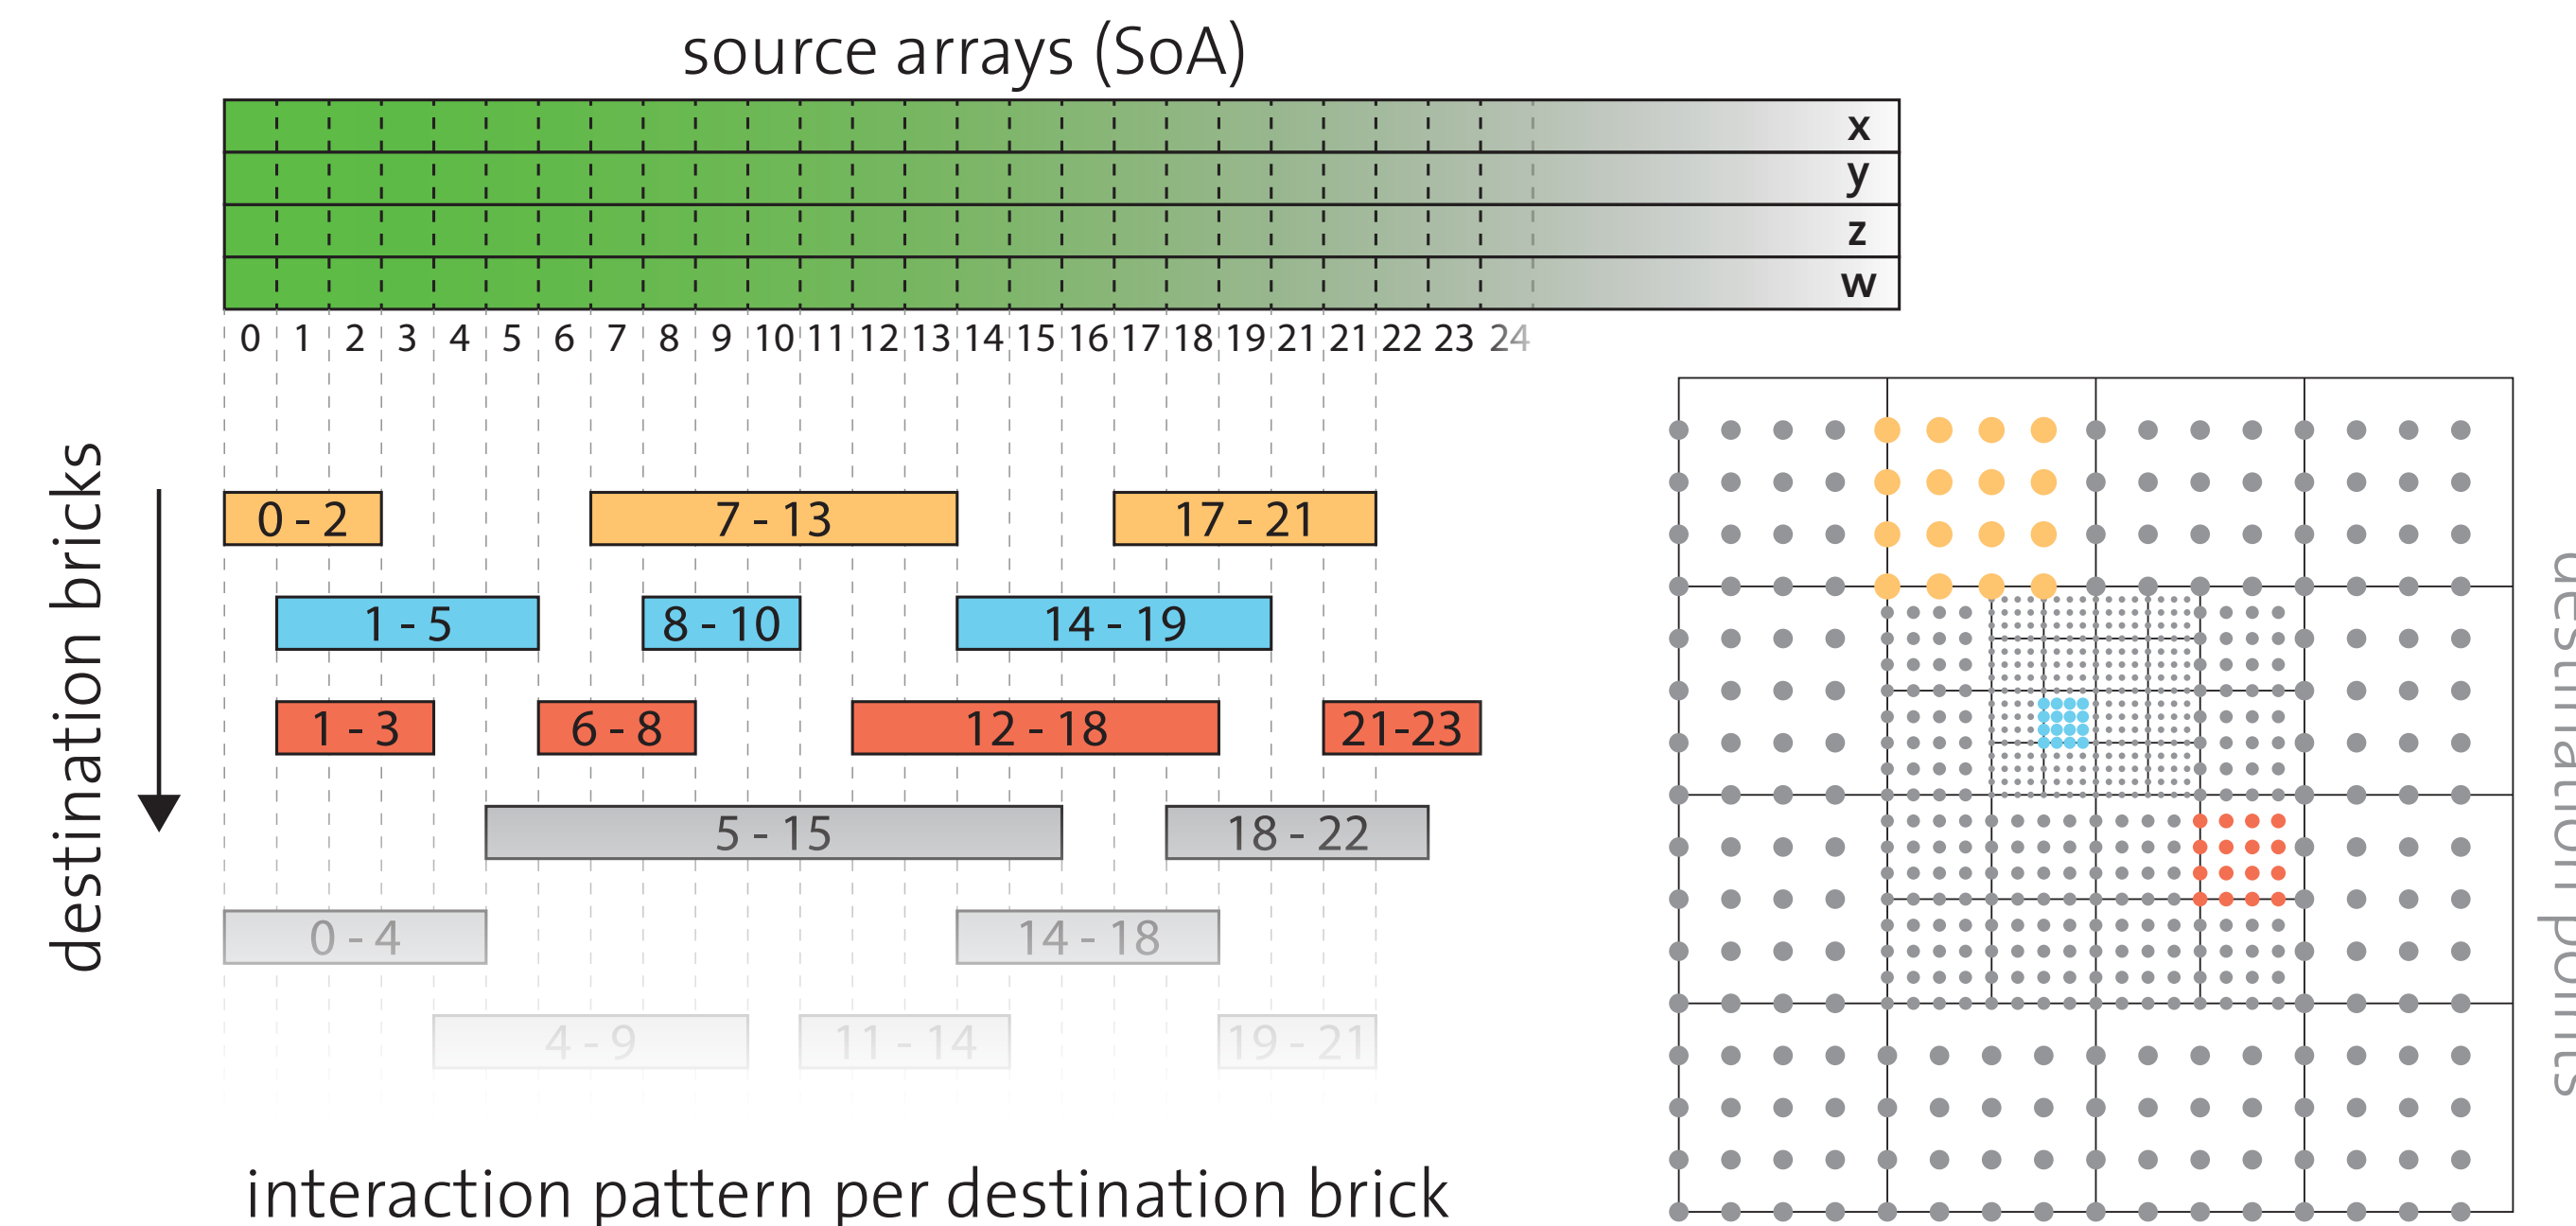 source arrays (SoA)
x
y
z
w
0 1 2 3 4 5 6 7 8 9 10 11 12 13 14 15 16 17 18 19 21 21 22 23 24
destination bricks
0 - 2 7 - 13 17 - 21
1 - 5 8 - 10 14 - 19
1 - 3 6 - 8 12 - 18 21-23
5 - 15 18 - 22
0 - 4 14 - 18
4 - 9 11 - 14 19 - 21
interaction pattern per destination brick
destination points